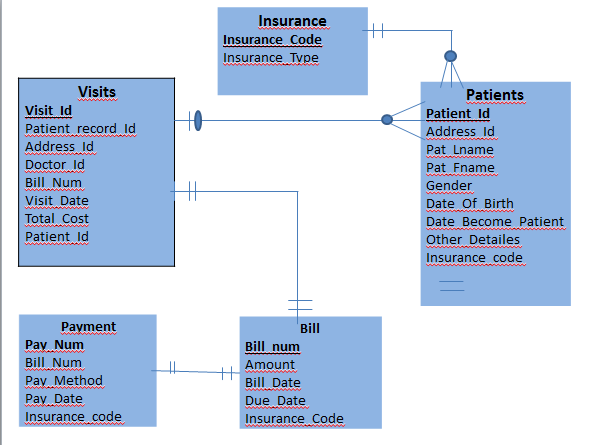 Insurance
Insurance_Code
Insurance_Type
Visits
Visit_Id
Patient_record_Id
Address_Id
Doctor_Id
Bill_Num
Visit_Date
Total_Cost
Patient_Id
Patients
Patient_Id
Address_Id
Pat_Lname
Pat_Fname
Gender
Date_Of_Birth
Date_Become_Patient
Other_Detailes
Insurance_code
Payment
Pay_Num
Bill_Num
Pay_Method
Pay_Date
Insurance_code
Bill
Bill_num
Amount
Bill_Date
Due_Date
Insurance_Code